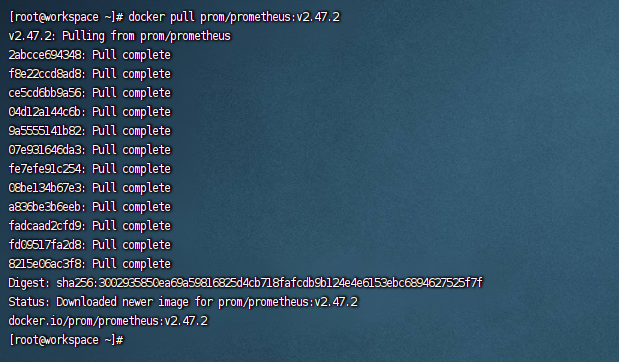 [root@workspace ~]# docker pull prom/prometheus:v2.47.2
v2.47.2: Pulling from prom/prometheus
2abcce694348: Pull complete
f8e22ccd8ad8: Pull complete
ce5cd6bb9a56: Pull complete
04d12a144c6b: Pull complete
9a5555141b82: Pull complete
07e931646da3: Pull complete
fe7efe91c254: Pull complete
08be134b67e3: Pull complete
a836be3b6eeb: Pull complete
fadcaad2cfd9: Pull complete
fd09517fa2d8: Pull complete
8215e06ac3f8: Pull complete
Digest: sha256:3002935850ea69a59816825d4cb718fafcdb9b124e4e6153ebc6894627525f7f
Status: Downloaded newer image for prom/prometheus:v2.47.2
docker.io/prom/prometheus:v2.47.2
[root@workspace ~]#